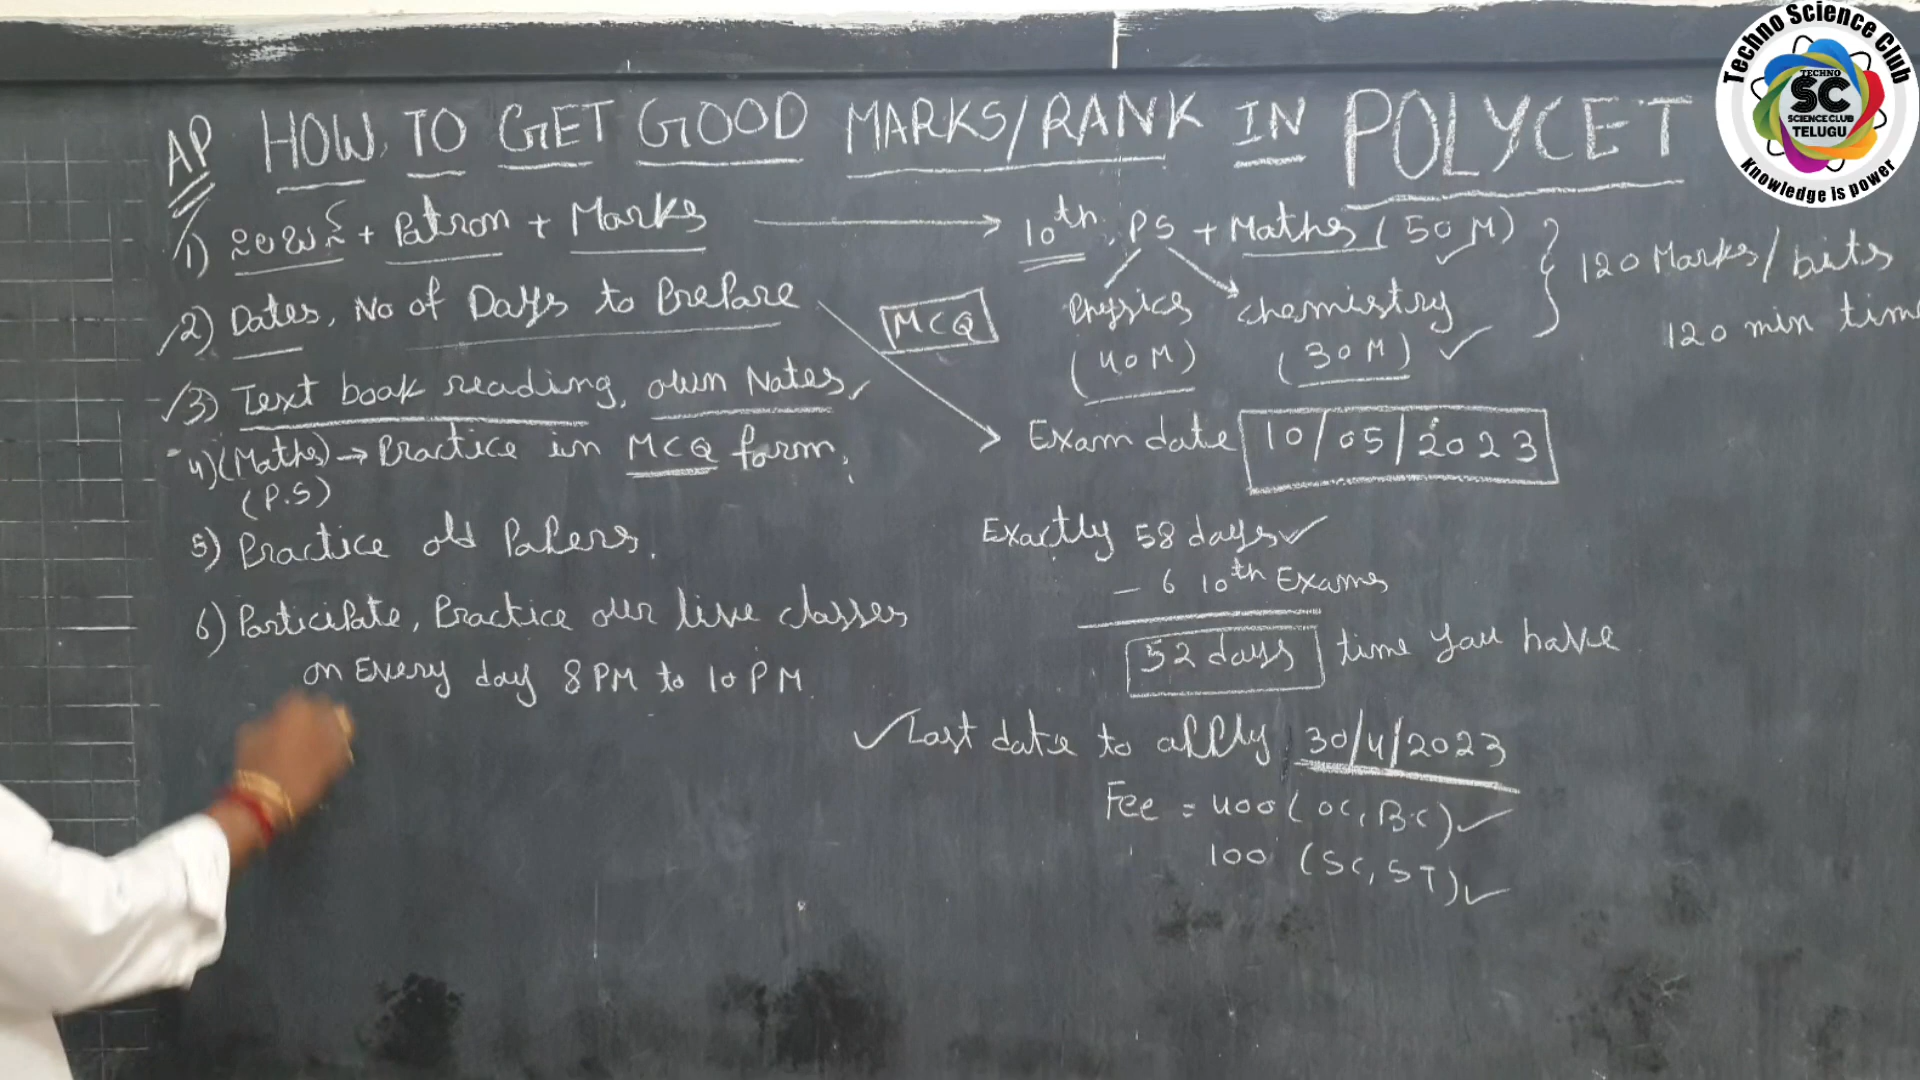 AP HOW TO GET GOOD MARKS/RANK IN POLYCET
1) + Patron + Marks → 10th, PS + Maths (50 M)
120 Marks/bits
120 min time
2) Dates, No of Days to Prepare
MCQ
Physics chemistry
(40 M) (30 M)
3) Text book reading, own Notes,
Exam date 10/05/2023
4) (Maths) → Practice in MCQ form,
(P.S)
5) Practice old Papers.
Exactly 58 days
- 6 10th Exams
52 days time you have
6) Participate, Practice our live classes
on Every day 8 PM to 10 PM
Last date to apply 30/4/2023
Fee = 400 (OC, B.C)
100 (SC, ST)
Techno Science Club
TECHNO
SC
SCIENCE CLUB
TELUGU
Knowledge is power